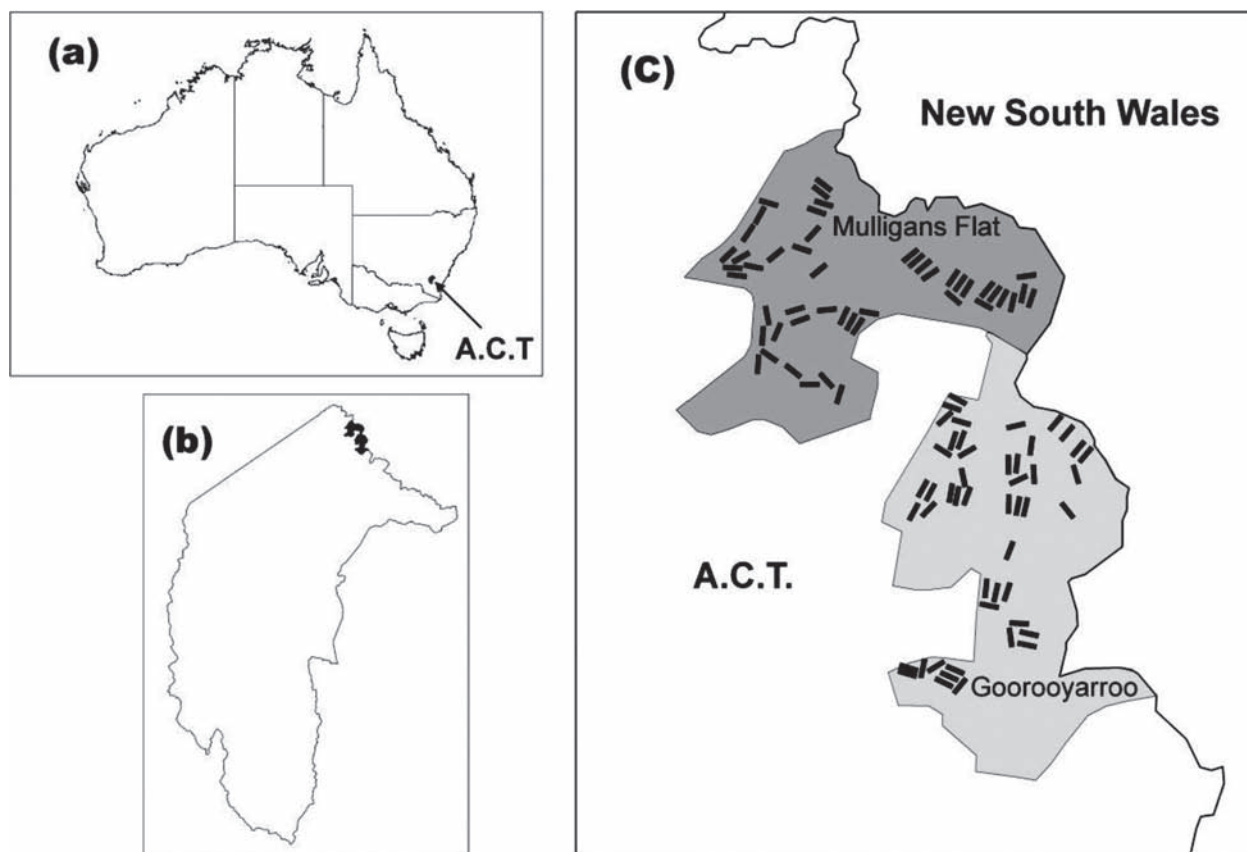 (a)
A.C.T
(b)
(C)
New South Wales
Mulligans Flat
A.C.T.
Goorooyarroo